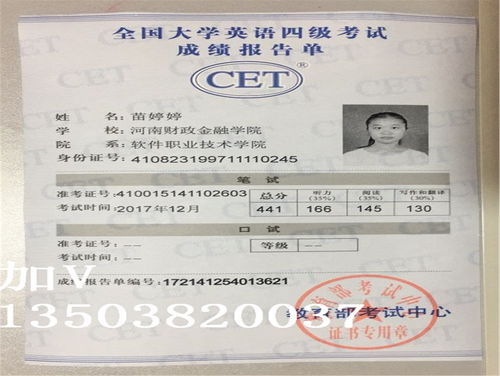 全国大学英语四级考试
成绩报告单
CET®
姓 名：苗婷婷
学 校：河南财政金融学院
院 系：软件职业技术学院
身份证号：410823199711110245
笔 试
准考证号：410015141102603
考试时间：2017年12月
总分 听力(35%) 阅读(35%) 写作和翻译(30%)
441 166 145 130
口 试
准考证号：--
考试时间：--
等级 --
成绩报告单编号：172141254013621
加V
13503820037
教育部考试中心
证书专用章